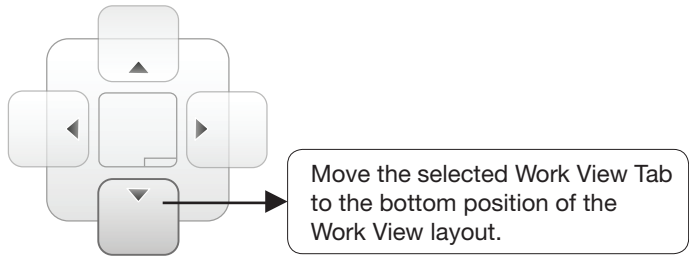 Move the selected Work View Tab
to the bottom position of the
Work View layout.